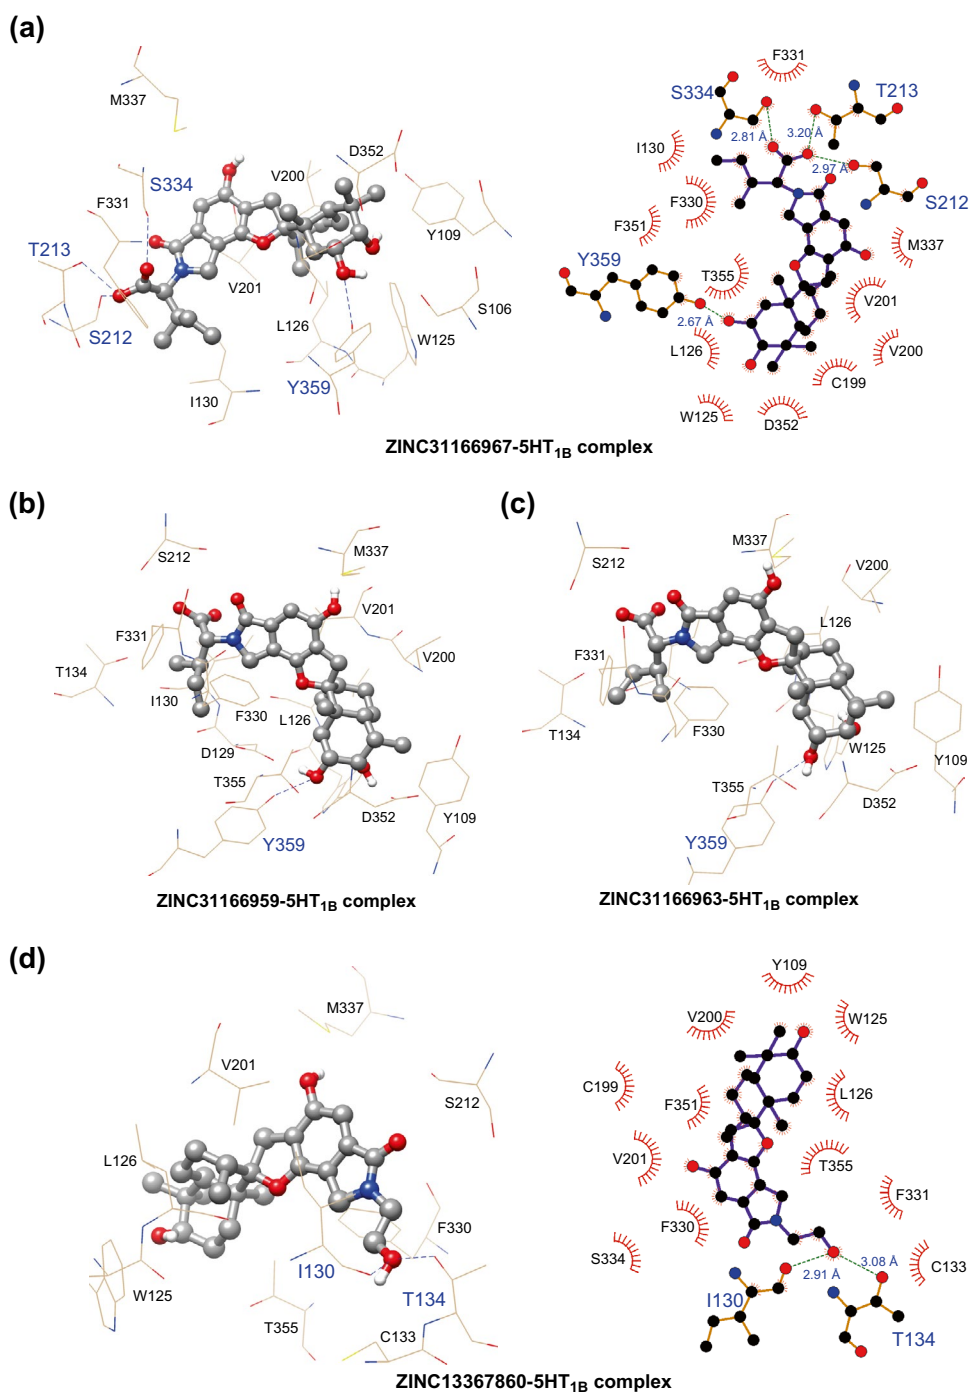 (a)
M337
S334
F331
T213
S212
I130
V200
D352
Y109
V201
L126
S106
W125
Y359
F331
S334
T213
2.81 Å
3.20 Å
2.97 Å
I130
F330
S212
F351
M337
Y359
T355
V201
2.67 Å
L126
V200
C199
W125
D352
ZINC31166967-5HT1B complex
(b)
S212
M337
V201
F331
V200
T134
I130
F330
L126
D129
T355
D352
Y109
Y359
ZINC31166959-5HT1B complex
(c)
M337
S212
V200
L126
F331
F330
T134
W125
Y109
T355
D352
Y359
ZINC31166963-5HT1B complex
(d)
M337
V201
S212
L126
F330
I130
W125
T134
T355
C133
Y109
V200
W125
C199
F351
L126
V201
T355
F331
F330
S334
C133
3.08 Å
2.91 Å
I130
T134
ZINC13367860-5HT1B complex